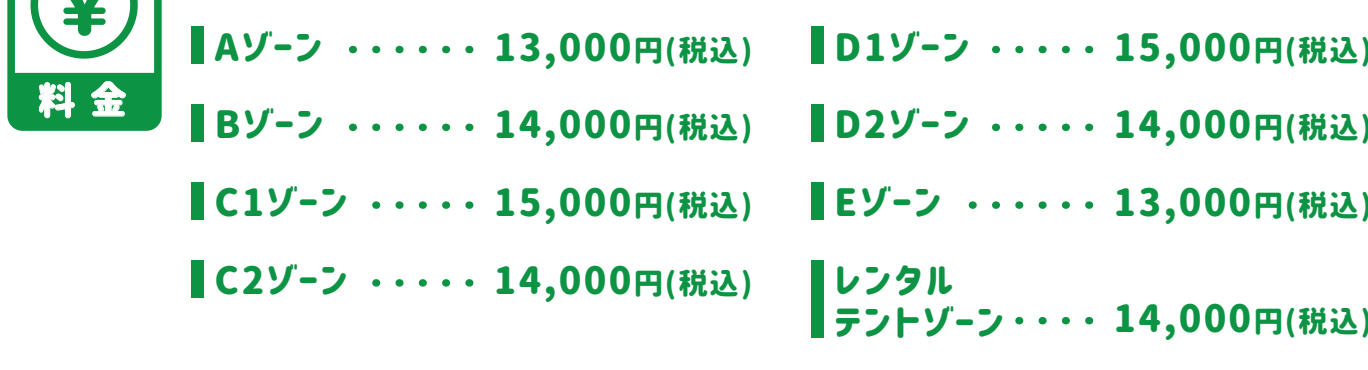 ¥
料金
Aゾーン ・・・・・・ 13,000円(税込)
Bゾーン ・・・・・・ 14,000円(税込)
C1ゾーン ・・・・・ 15,000円(税込)
C2ゾーン ・・・・・ 14,000円(税込)
D1ゾーン ・・・・・ 15,000円(税込)
D2ゾーン ・・・・・ 14,000円(税込)
Eゾーン ・・・・・・ 13,000円(税込)
レンタル
テントゾーン・・・・ 14,000円(税込)